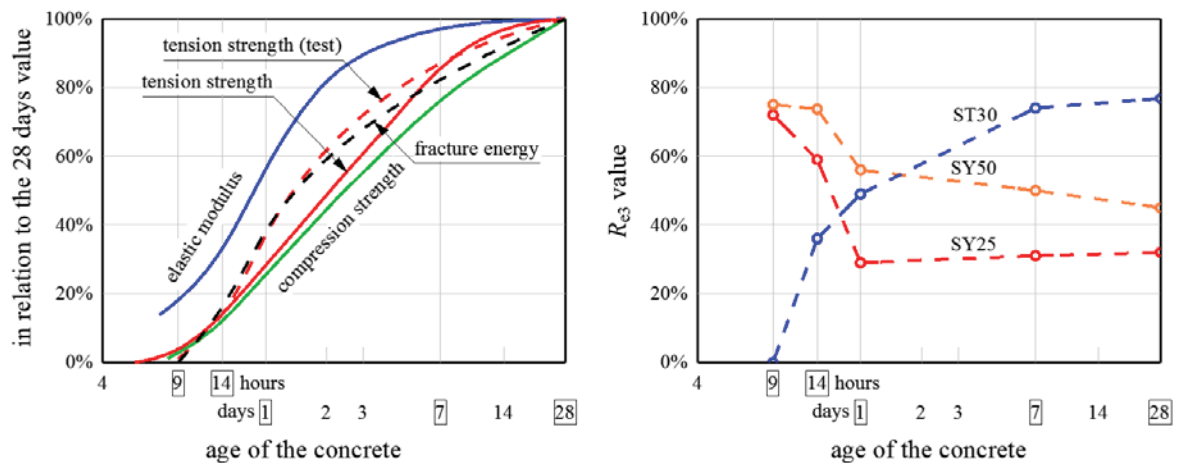 in relation to the 28 days value
100%
80%
60%
40%
20%
0%
tension strength (test)
tension strength
fracture energy
elastic modulus
compression strength
4
9
14 hours
days 1
2
3
7
14
28
age of the concrete
Re3 value
100%
80%
60%
40%
20%
0%
ST30
SY50
SY25
4
9
14 hours
days 1
2
3
7
14
28
age of the concrete